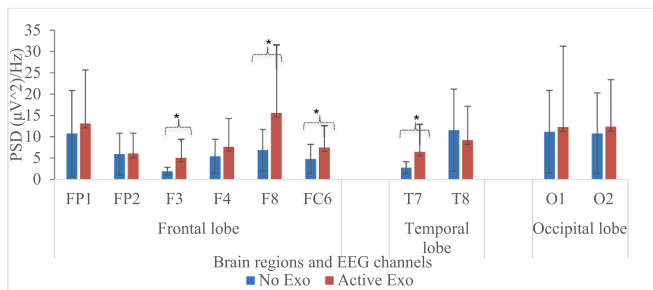 PSD (µV^2)/Hz)
35
30
25
20
15
10
5
0
*
*
*
*
FP1 FP2 F3 F4 F8 FC6 T7 T8 O1 O2
Frontal lobe Temporal lobe Occipital lobe
Brain regions and EEG channels
No Exo Active Exo